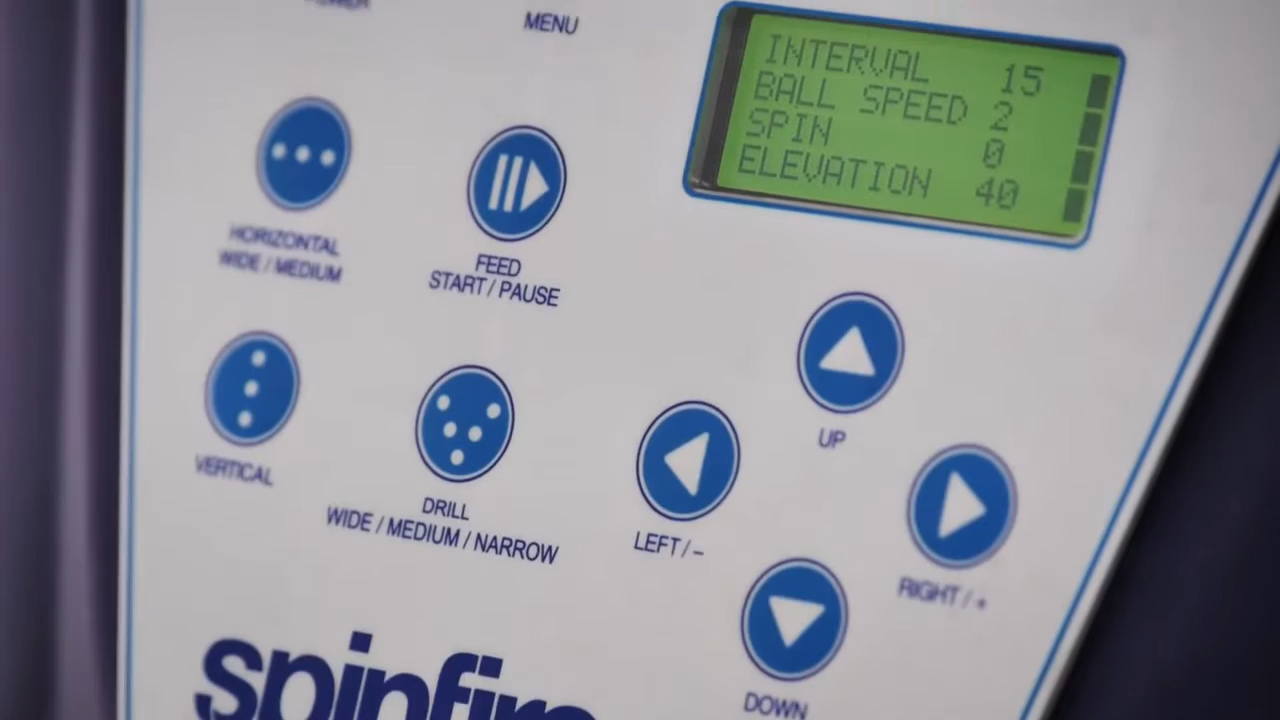 MENU
INTERVAL 15
BALL SPEED 2
SPIN 0
ELEVATION 40
HORIZONTAL
WIDE / MEDIUM
FEED
START / PAUSE
UP
VERTICAL
DRILL
WIDE / MEDIUM / NARROW
LEFT / –
RIGHT / +
DOWN